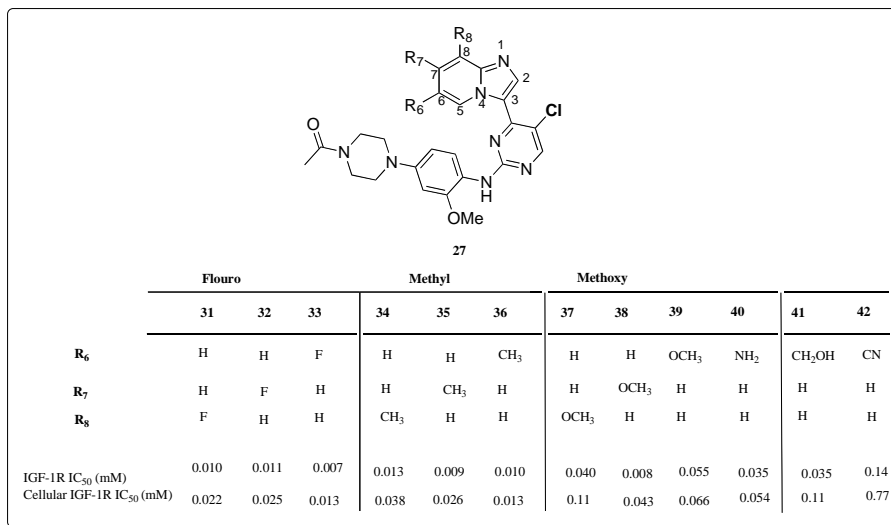 R8
R7
8
1
N
7
2
R6
6
N
4
3
5
Cl
O
N
N
N
N
H
N
OMe
27
Flouro Methyl Methoxy
31 32 33 34 35 36 37 38 39 40 41 42
R6 H H F H H CH3 H H OCH3 NH2 CH2OH CN
R7 H F H H CH3 H H OCH3 H H H H
R8 F H H CH3 H H OCH3 H H H H H
IGF-1R IC50 (mM) 0.010 0.011 0.007 0.013 0.009 0.010 0.040 0.008 0.055 0.035 0.035 0.14
Cellular IGF-1R IC50 (mM) 0.022 0.025 0.013 0.038 0.026 0.013 0.11 0.043 0.066 0.054 0.11 0.77